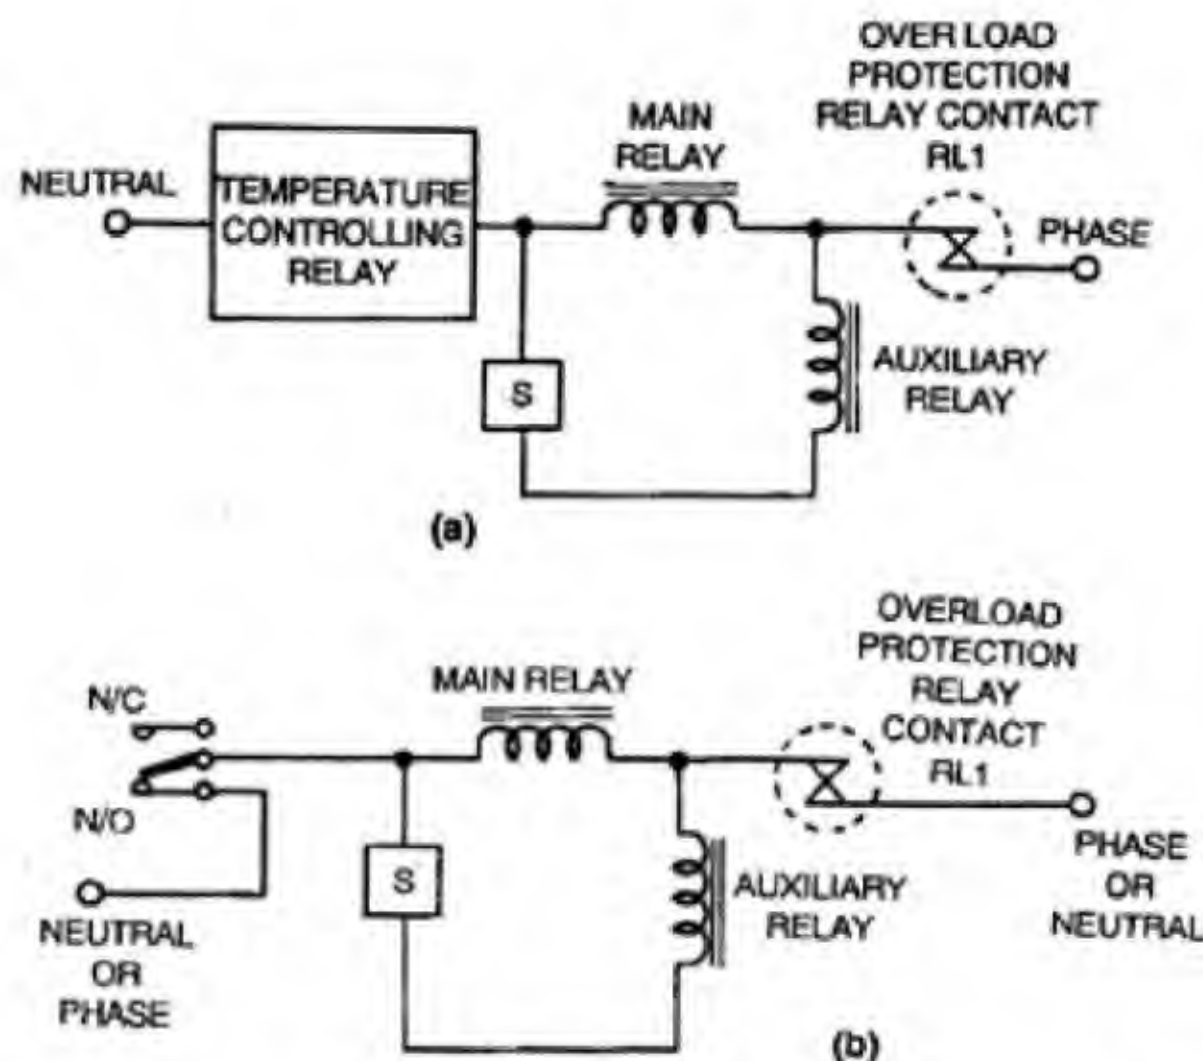 OVER LOAD
PROTECTION
RELAY CONTACT
RL1
MAIN
RELAY
NEUTRAL
TEMPERATURE
CONTROLLING
RELAY
PHASE
S
AUXILIARY
RELAY
(a)
OVERLOAD
PROTECTION
RELAY
CONTACT
RL1
MAIN RELAY
N/C
N/O
S
AUXILIARY
RELAY
NEUTRAL
OR
PHASE
PHASE
OR
NEUTRAL
(b)